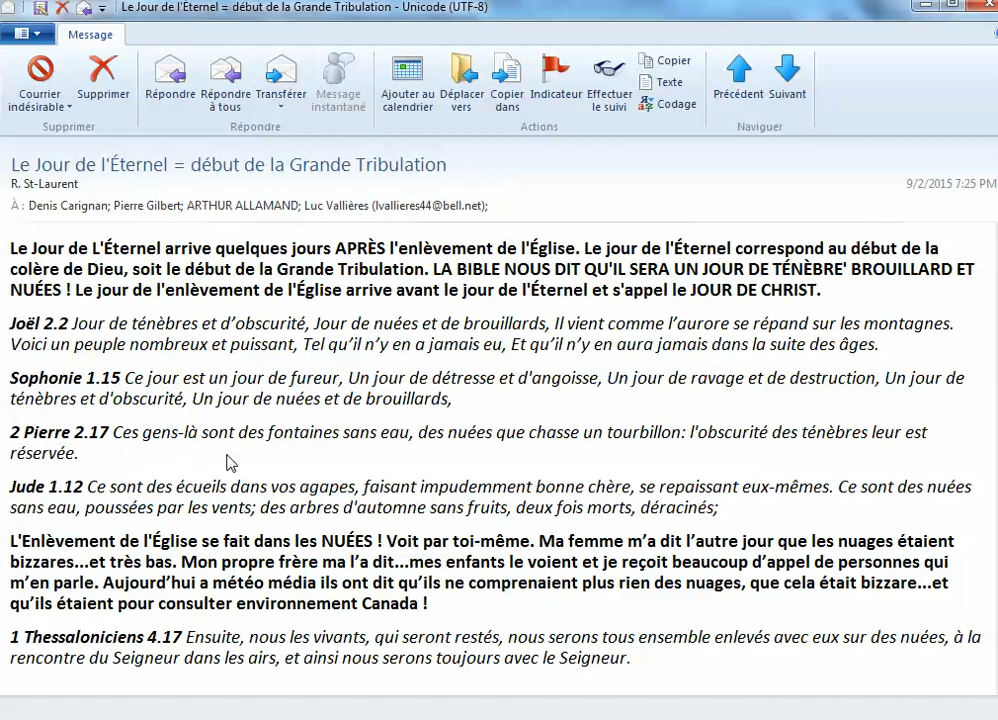 Le Jour de l'Éternel = début de la Grande Tribulation - Unicode (UTF-8)
Message
Courrier indésirable
Supprimer
Répondre
Répondre à tous
Transférer
Message instantané
Ajouter au calendrier
Déplacer vers
Copier dans
Indicateur
Effectuer le suivi
Copier
Texte
Codage
Précédent
Suivant
Supprimer
Répondre
Actions
Naviguer
Le Jour de l'Éternel = début de la Grande Tribulation
R. St-Laurent
9/2/2015 7:25 PM
À : Denis Carignan; Pierre Gilbert; ARTHUR ALLAMAND; Luc Vallières (lvallieres44@bell.net);
Le Jour de L'Éternel arrive quelques jours APRÈS l'enlèvement de l'Église. Le jour de l'Éternel correspond au début de la
colère de Dieu, soit le début de la Grande Tribulation. LA BIBLE NOUS DIT QU'IL SERA UN JOUR DE TÉNÈBRE' BROUILLARD ET
NUÉES ! Le jour de l'enlèvement de l'Église arrive avant le jour de l'Éternel et s'appel le JOUR DE CHRIST.
Joël 2.2 Jour de ténèbres et d’obscurité, Jour de nuées et de brouillards, Il vient comme l’aurore se répand sur les montagnes.
Voici un peuple nombreux et puissant, Tel qu’il n’y en a jamais eu, Et qu’il n’y en aura jamais dans la suite des âges.
Sophonie 1.15 Ce jour est un jour de fureur, Un jour de détresse et d'angoisse, Un jour de ravage et de destruction, Un jour de
ténèbres et d'obscurité, Un jour de nuées et de brouillards,
2 Pierre 2.17 Ces gens-là sont des fontaines sans eau, des nuées que chasse un tourbillon: l'obscurité des ténèbres leur est
réservée.
Jude 1.12 Ce sont des écueils dans vos agapes, faisant impudemment bonne chère, se repaissant eux-mêmes. Ce sont des nuées
sans eau, poussées par les vents; des arbres d'automne sans fruits, deux fois morts, déracinés;
L'Enlèvement de l'Église se fait dans les NUÉES ! Voit par toi-même. Ma femme m’a dit l’autre jour que les nuages étaient
bizzares...et très bas. Mon propre frère ma l’a dit...mes enfants le voient et je reçoit beaucoup d’appel de personnes qui
m’en parle. Aujourd’hui a météo média ils ont dit qu’ils ne comprenaient plus rien des nuages, que cela était bizzare...et
qu’ils étaient pour consulter environnement Canada !
1 Thessaloniciens 4.17 Ensuite, nous les vivants, qui seront restés, nous serons tous ensemble enlevés avec eux sur des nuées, à la
rencontre du Seigneur dans les airs, et ainsi nous serons toujours avec le Seigneur.